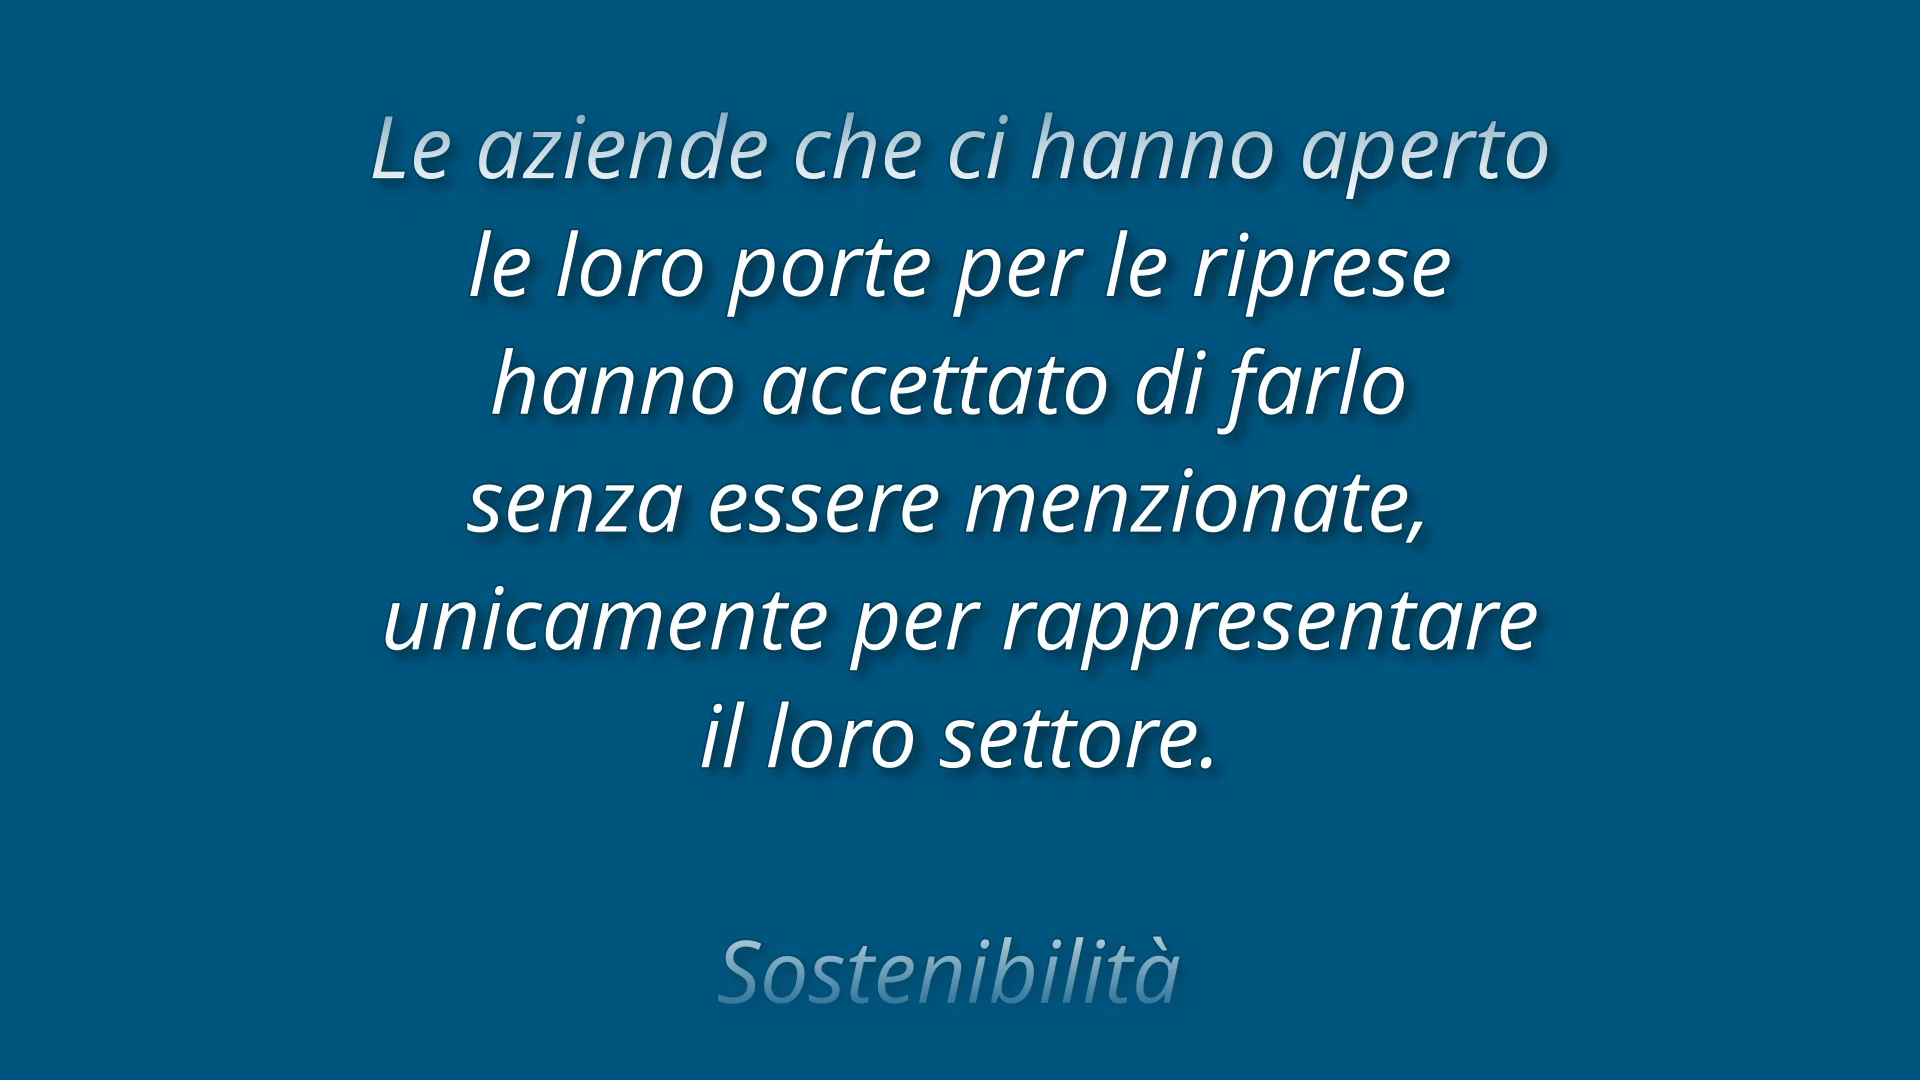 Le aziende che ci hanno aperto
le loro porte per le riprese
hanno accettato di farlo
senza essere menzionate,
unicamente per rappresentare
il loro settore.
Sostenibilità